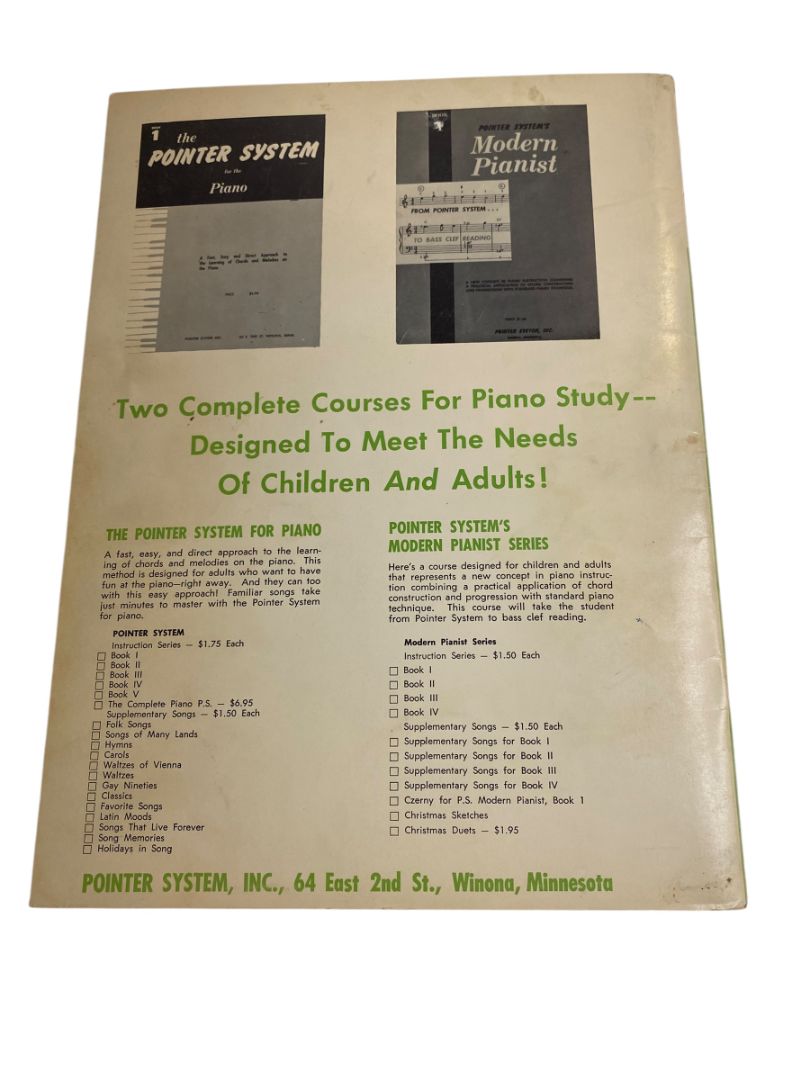 BOOK
1
the
POINTER SYSTEM
for the
Piano
A Fast, Easy and Direct Approach to
the Learning of Chords and Melodies on
the Piano
POINTER SYSTEM'S
Modern
Pianist
FROM POINTER SYSTEM . . .
TO BASS CLEF READING
POINTER SYSTEM, INC.
Two Complete Courses For Piano Study--
Designed To Meet The Needs
Of Children And Adults!
THE POINTER SYSTEM FOR PIANO
A fast, easy, and direct approach to the learn-
ing of chords and melodies on the piano. This
method is designed for adults who want to have
fun at the piano—right away. And they can too
with this easy approach! Familiar songs take
just minutes to master with the Pointer System
for piano.
POINTER SYSTEM
Instruction Series — $1.75 Each
Book I
Book II
Book III
Book IV
Book V
The Complete Piano P.S. — $6.95
Supplementary Songs — $1.50 Each
Folk Songs
Songs of Many Lands
Hymns
Carols
Waltzes of Vienna
Waltzes
Gay Nineties
Classics
Favorite Songs
Latin Moods
Songs That Live Forever
Song Memories
Holidays in Song
POINTER SYSTEM'S
MODERN PIANIST SERIES
Here's a course designed for children and adults
that represents a new concept in piano instruc-
tion combining a practical application of chord
construction and progression with standard piano
technique. This course will take the student
from Pointer System to bass clef reading.
Modern Pianist Series
Instruction Series — $1.50 Each
Book I
Book II
Book III
Book IV
Supplementary Songs — $1.50 Each
Supplementary Songs for Book I
Supplementary Songs for Book II
Supplementary Songs for Book III
Supplementary Songs for Book IV
Czerny for P.S. Modern Pianist, Book 1
Christmas Sketches
Christmas Duets — $1.95
POINTER SYSTEM, INC., 64 East 2nd St., Winona, Minnesota